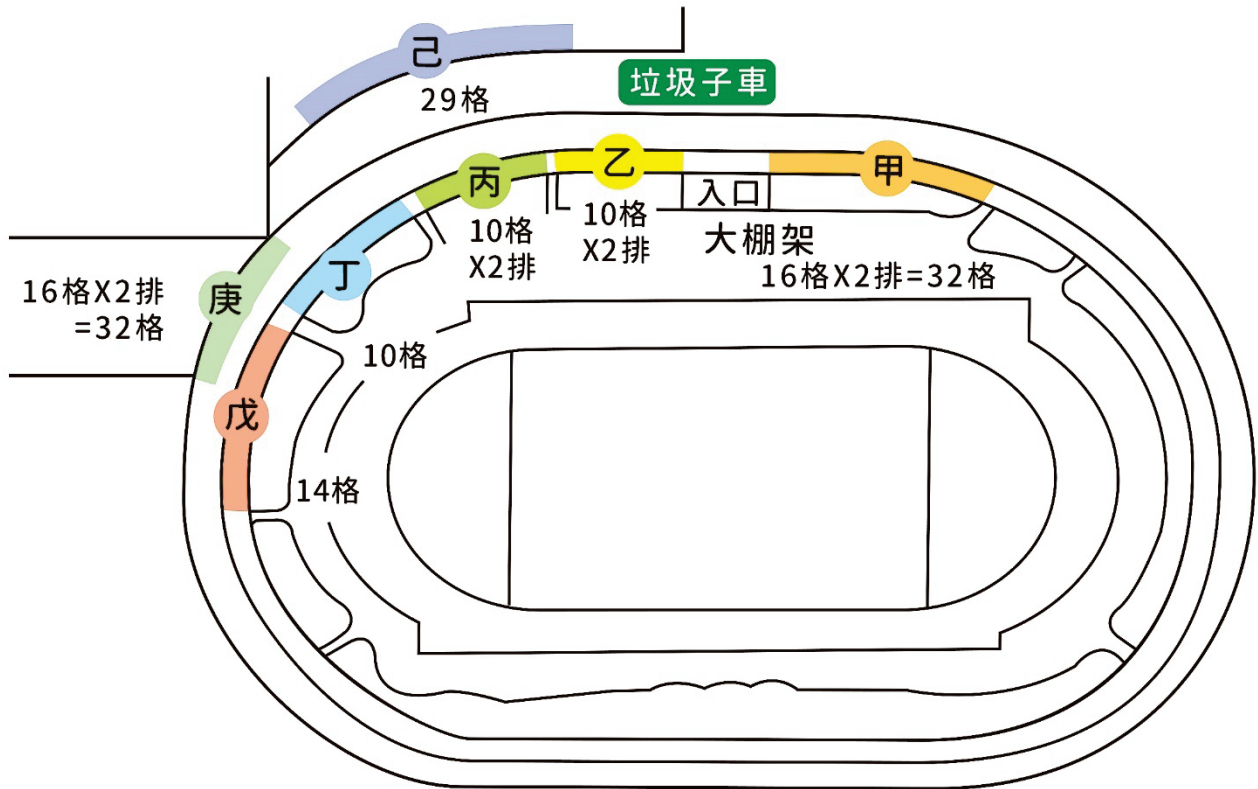 己
29格
垃圾子車
甲
乙
丙
入口
10格
X2排
10格
X2排
大棚架
16格X2排=32格
丁
庚
16格X2排
=32格
10格
戊
14格